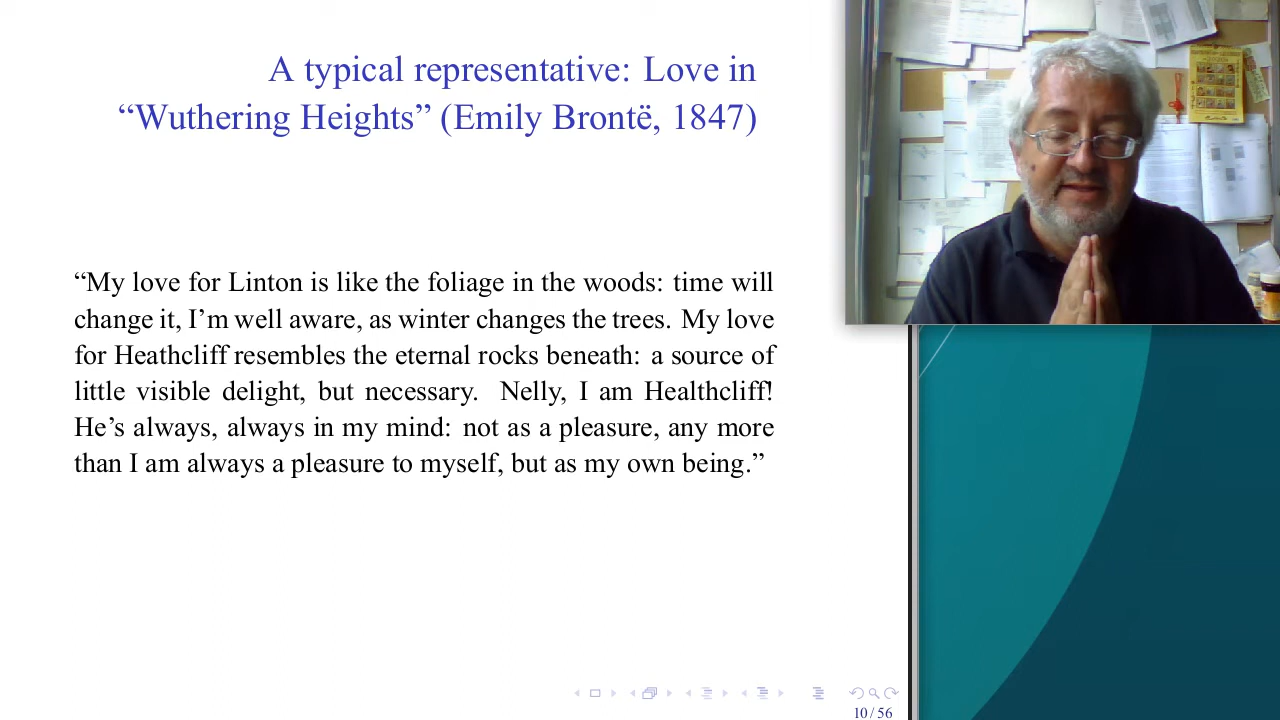 A typical representative: Love in
“Wuthering Heights” (Emily Brontë, 1847)
“My love for Linton is like the foliage in the woods: time will
change it, I’m well aware, as winter changes the trees. My love
for Heathcliff resembles the eternal rocks beneath: a source of
little visible delight, but necessary. Nelly, I am Healthcliff!
He’s always, always in my mind: not as a pleasure, any more
than I am always a pleasure to myself, but as my own being.”
10 / 56